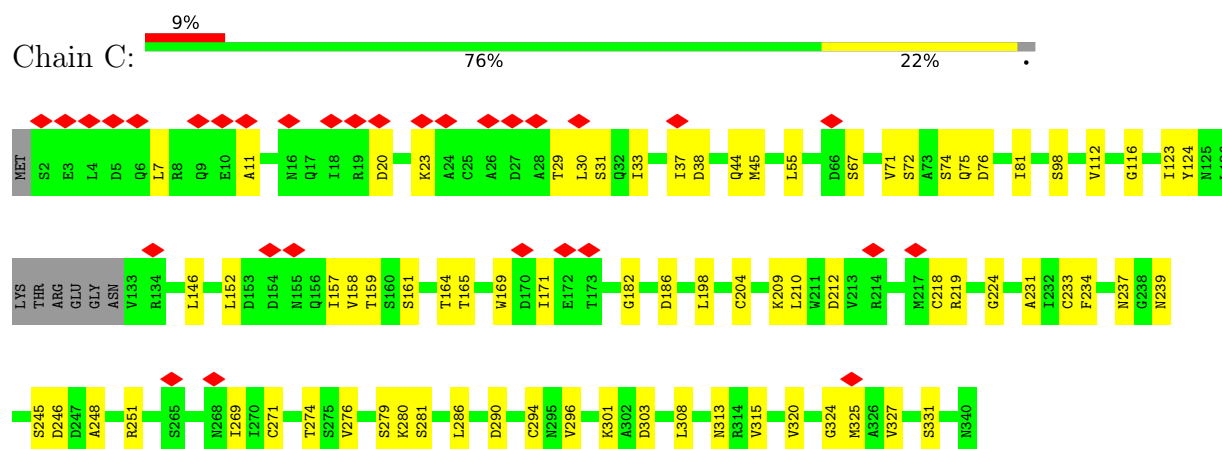 9%
Chain C:
76% 22% •
MET S2 E3 L4 D5 Q6 L7 R8 Q9 E10 A11 N16 Q17 I18 R19 D20 K23 A24 C25 A26 D27 A28 T29 L30 S31 Q32 I33 I37 D38 Q44 M45 L55 D66 S67 V71 S72 A73 S74 Q75 D76 I81 S98 V112 G116 I123 Y124 N125
LYS THR ARG GLU GLY ASN V133 R134 L146 L152 D153 D154 N155 Q156 I157 V158 T159 S160 S161 T164 T165 W169 D170 I171 E172 T173 G182 D186 L198 C204 K209 L210 W211 D212 V213 R214 M217 C218 R219 G224 A231 I232 C233 F234 N237 G238 N239
S245 D246 D247 A248 R251 S265 N268 I269 I270 C271 T274 S275 V276 S279 K280 S281 L286 D290 C294 N295 V296 K301 A302 D303 L308 N313 R314 V315 V320 G324 M325 A326 V327 S331 N340